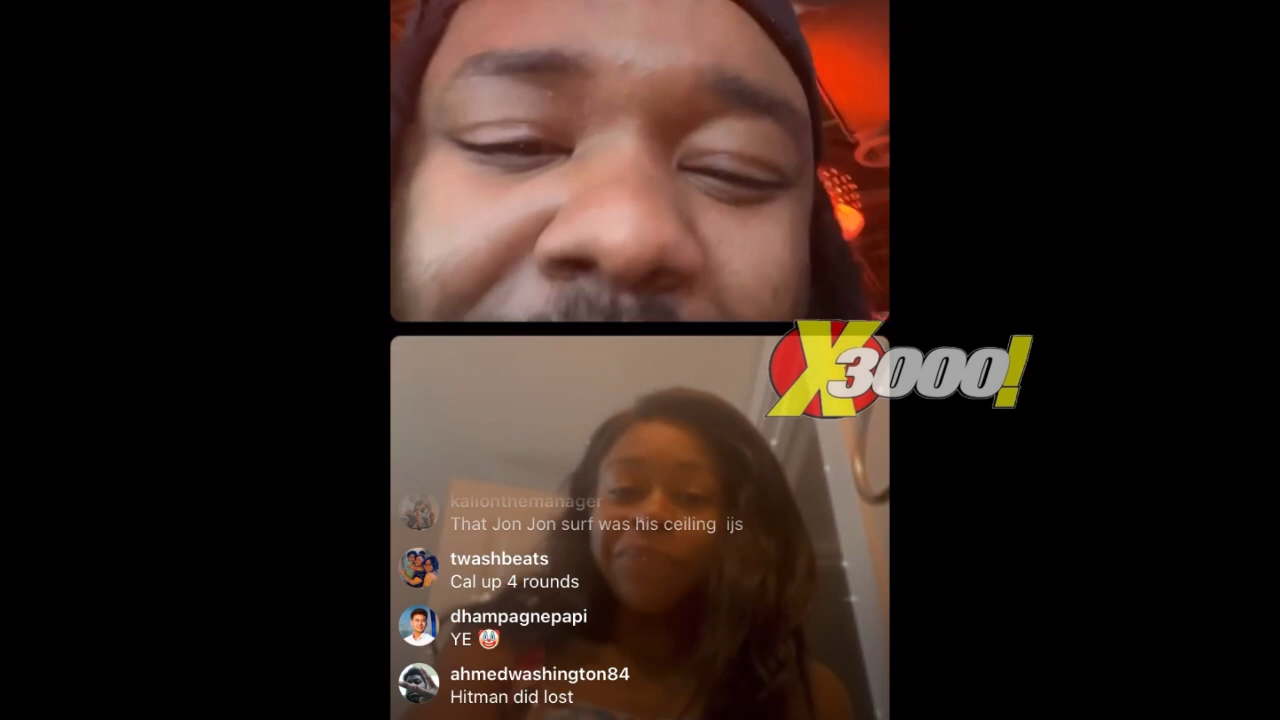 X3000!
kalionthemanager
That Jon Jon surf was his ceiling ijs
twashbeats
Cal up 4 rounds
dhampagnepapi
YE 🤡
ahmedwashington84
Hitman did lost